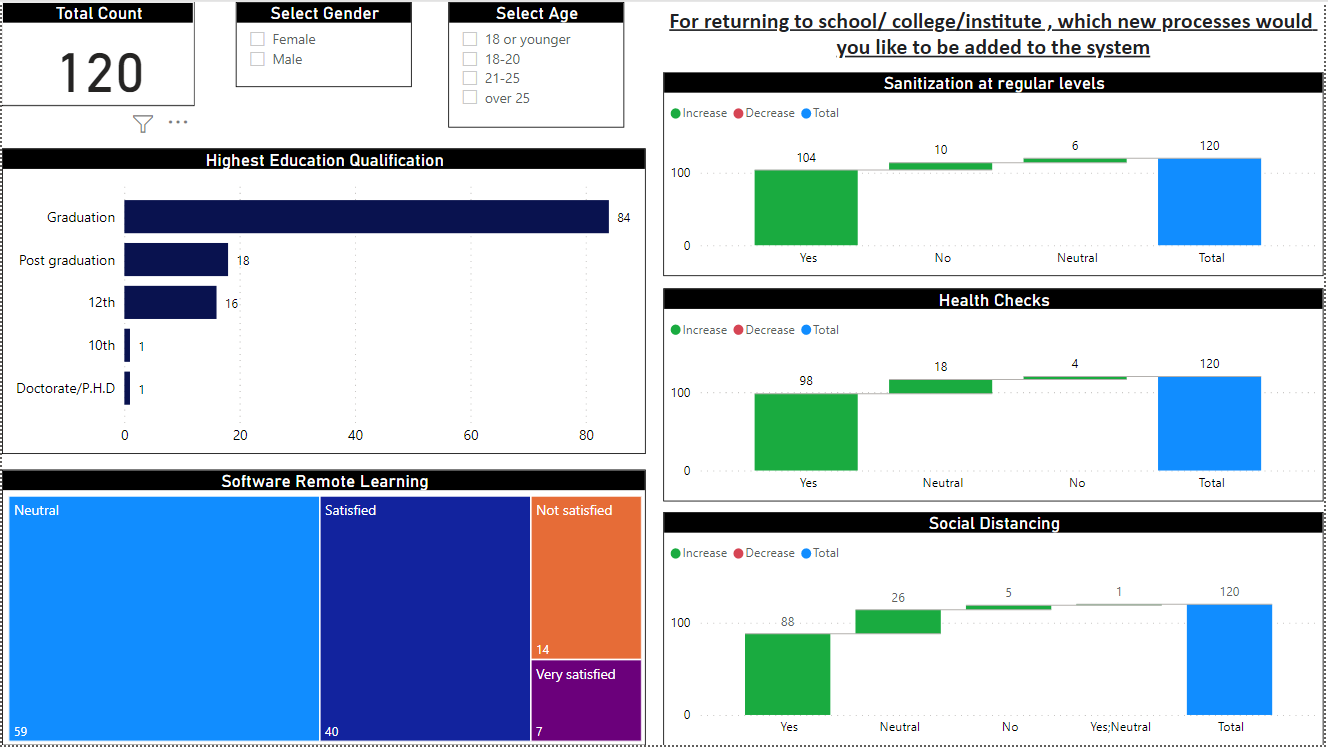 Total Count
120
Select Gender
Female
Male
Select Age
18 or younger
18-20
21-25
over 25
For returning to school/ college/institute , which new processes would
you like to be added to the system
Highest Education Qualification
Graduation 84
Post graduation 18
12th 16
10th 1
Doctorate/P.H.D 1
0 20 40 60 80
Software Remote Learning
Neutral
59
Satisfied
40
Not satisfied
14
Very satisfied
7
Sanitization at regular levels
Increase Decrease Total
104 10 6 120
100
0
Yes No Neutral Total
Health Checks
Increase Decrease Total
98 18 4 120
100
0
Yes Neutral No Total
Social Distancing
Increase Decrease Total
88 26 5 1 120
100
0
Yes Neutral No Yes;Neutral Total